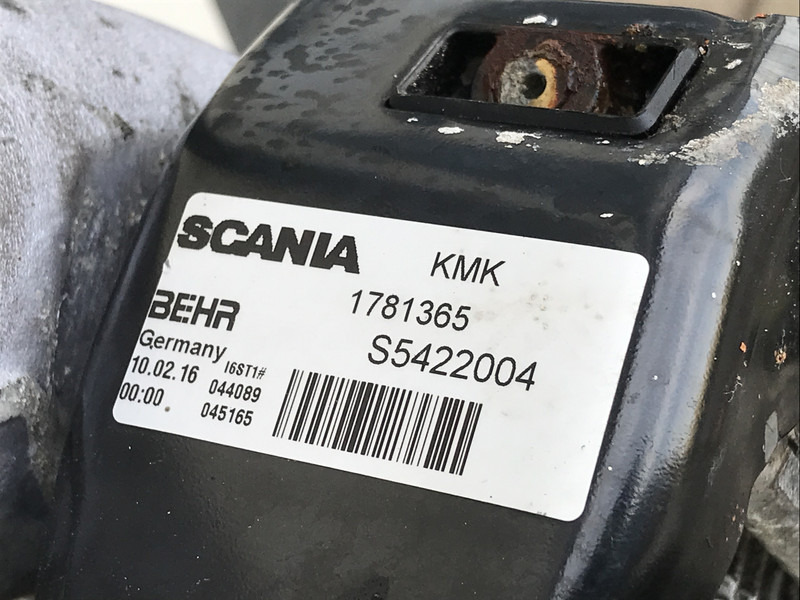 SCANIA KMK
1781365
BEHR S5422004
Germany
10.02.16 I6ST1#
00:00 044089
045165